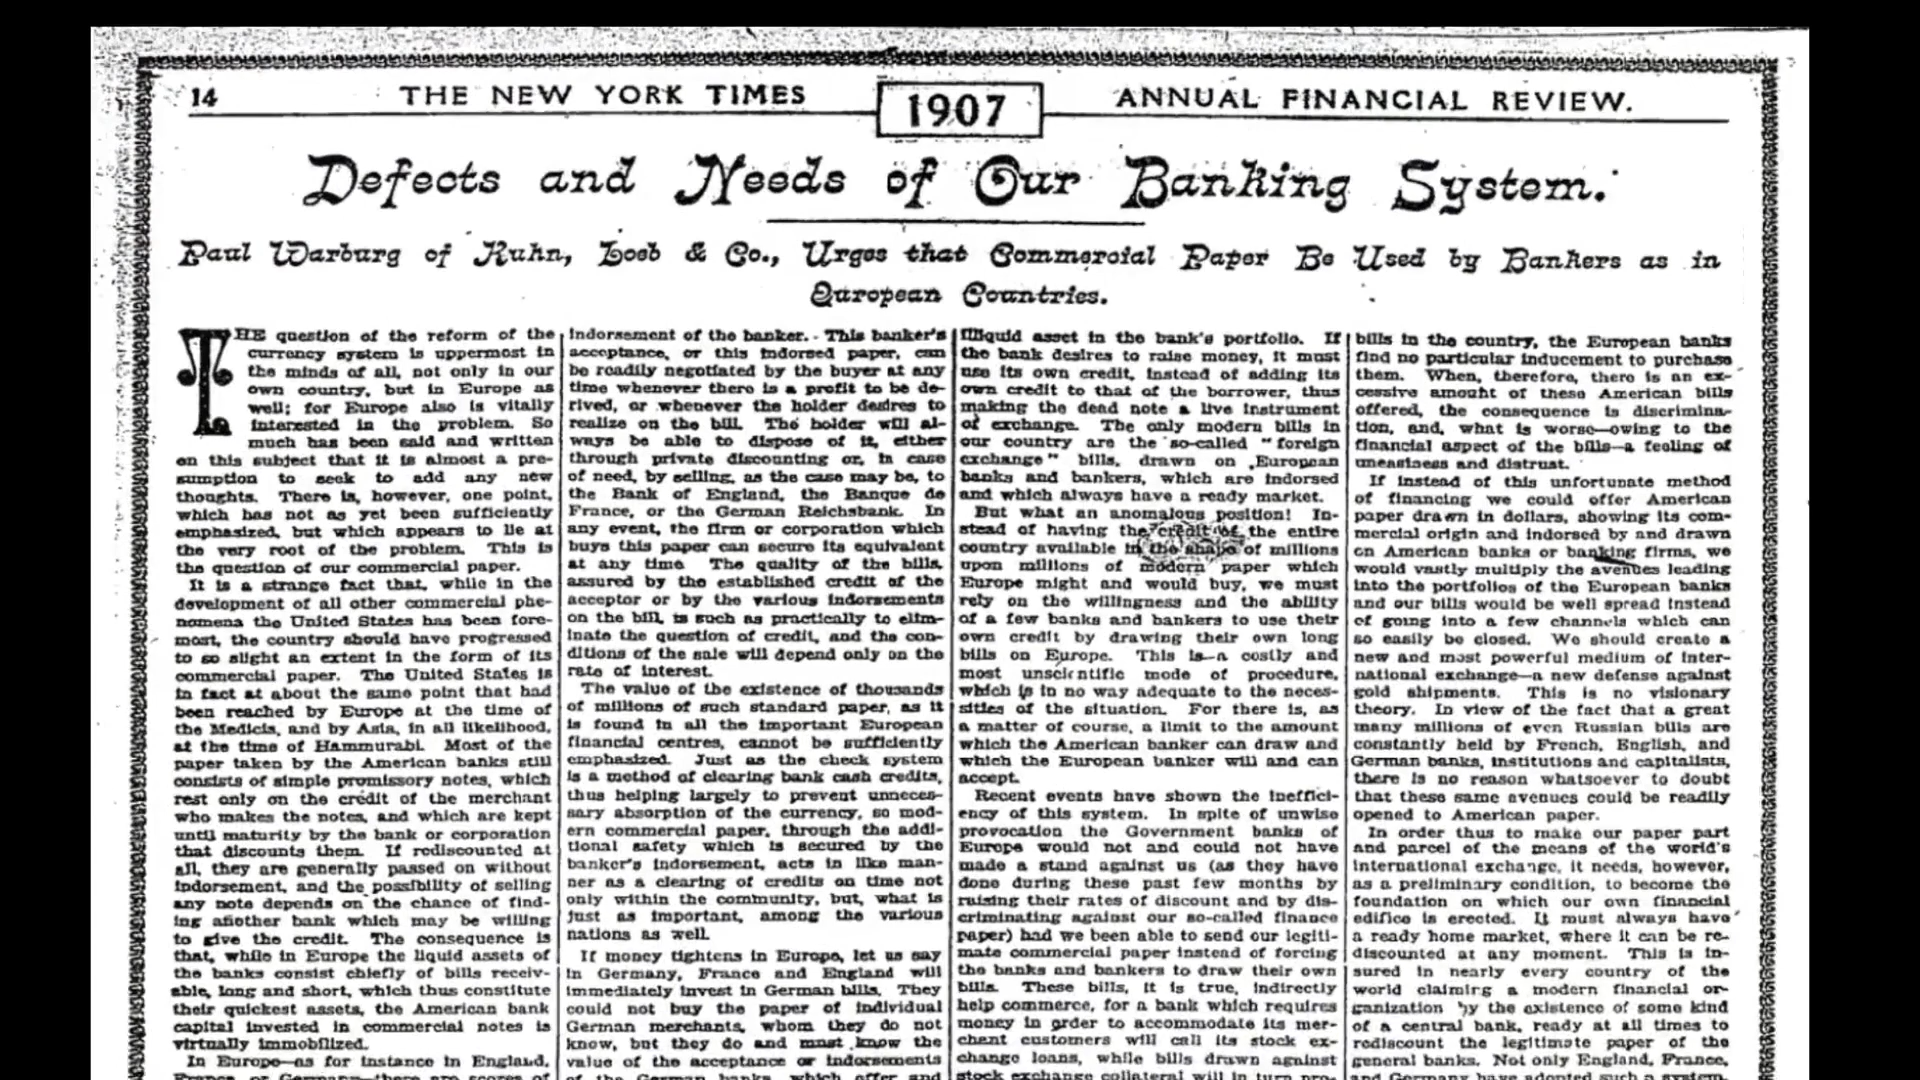 14
THE NEW YORK TIMES
1907
ANNUAL FINANCIAL REVIEW.
Defects and Needs of Our Banking System.
Paul Warburg of Kuhn, Loeb & Co., Urges that Commercial Paper Be Used by Bankers as in
European Countries.
THE question of the reform of the
currency system is uppermost in
the minds of all, not only in our
own country, but in Europe as
well; for Europe also is vitally
interested in the problem. So
much has been said and written
on this subject that it is almost a pre-
sumption to seek to add any new
thoughts. There is, however, one point,
which has not as yet been sufficiently
emphasized, but which appears to lie at
the very root of the problem. This is
the question of our commercial paper.
It is a strange fact that, while in the
development of all other commercial phe-
nomena the United States has been fore-
most, the country should have progressed
to so slight an extent in the form of its
commercial paper. The United States is
in fact at about the same point that had
been reached by Europe at the time of
the Medicis, and by Asia, in all likelihood,
at the time of Hammurabi. Most of the
paper taken by the American banks still
consists of simple promissory notes, which
rest only on the credit of the merchant
who makes the notes, and which are kept
until maturity by the bank or corporation
that discounts them. If rediscounted at
all, they are generally passed on without
indorsement, and the possibility of selling
any note depends on the chance of find-
ing another bank which may be willing
to give the credit. The consequence is
that, while in Europe the liquid assets of
the banks consist chiefly of bills receiv-
able, long and short, which thus constitute
their quickest assets, the American bank
capital invested in commercial notes is
virtually immobilized.
In Europe—as for instance in England,
France, or Germany—there are scores of
indorsement of the banker. This banker's
acceptance, or this indorsed paper, can
be readily negotiated by the buyer at any
time whenever there is a profit to be de-
rived, or whenever the holder desires to
realize on the bill. The holder will al-
ways be able to dispose of it, either
through private discounting or, in case
of need, by selling, as the case may be, to
the Bank of England, the Banque de
France, or the German Reichsbank. In
any event, the firm or corporation which
buys this paper can secure its equivalent
at any time. The quality of the bills,
assured by the established credit of the
acceptor or by the various indorsements
on the bill, is such as practically to elim-
inate the question of credit, and the con-
ditions of the sale will depend only on the
rate of interest.
The value of the existence of thousands
of millions of such standard paper, as it
is found in all the important European
financial centres, cannot be sufficiently
emphasized. Just as the check system
is a method of clearing bank cash credits,
thus helping largely to prevent unneces-
sary absorption of the currency, so mod-
ern commercial paper, through the addi-
tional safety which is secured by the
banker's indorsement, acts in like man-
ner as a clearing of credits on time not
only within the community, but, what is
just as important, among the various
nations as well.
If money tightens in Europe, let us say
in Germany, France and England will
immediately invest in German bills. They
could not buy the paper of individual
German merchants, whom they do not
know, but they do and must know the
value of the acceptance or indorsements
of the German banks, which offer and
illiquid asset in the bank's portfolio. If
the bank desires to raise money, it must
use its own credit, instead of adding its
own credit to that of the borrower, thus
making the dead note a live instrument
of exchange. The only modern bills in
our country are the so-called "foreign
exchange" bills, drawn on European
banks and bankers, which are indorsed
and which always have a ready market.
But what an anomalous position! In-
stead of having the credit of the entire
country available in the shape of millions
upon millions of modern paper which
Europe might and would buy, we must
rely on the willingness and the ability
of a few banks and bankers to use their
own credit by drawing their own long
bills on Europe. This is a costly and
most unscientific mode of procedure,
which is in no way adequate to the neces-
sities of the situation. For there is, as
a matter of course, a limit to the amount
which the American banker can draw and
which the European banker will and can
accept.
Recent events have shown the ineffici-
ency of this system. In spite of unwise
provocation the Government banks of
Europe would not and could not have
made a stand against us (as they have
done during these past few months by
raising their rates of discount and by dis-
criminating against our so-called finance
paper) had we been able to send our legiti-
mate commercial paper instead of forcing
the banks and bankers to draw their own
bills. These bills, it is true, indirectly
help commerce, for a bank which requires
money in order to accommodate its mer-
chant customers will call its stock ex-
change loans, while bills drawn against
stock exchange collateral will in turn pro-
bills in the country, the European banks
find no particular inducement to purchase
them. When, therefore, there is an ex-
cessive amount of these American bills
offered, the consequence is discrimina-
tion, and, what is worse—owing to the
financial aspect of the bills—a feeling of
uneasiness and distrust.
If instead of this unfortunate method
of financing we could offer American
paper drawn in dollars, showing its com-
mercial origin and indorsed by and drawn
on American banks or banking firms, we
would vastly multiply the avenues leading
into the portfolios of the European banks
and our bills would be well spread instead
of going into a few channels which can
so easily be closed. We should create a
new and most powerful medium of inter-
national exchange—a new defense against
gold shipments. This is no visionary
theory. In view of the fact that a great
many millions of even Russian bills are
constantly held by French, English, and
German banks, institutions and capitalists,
there is no reason whatsoever to doubt
that these same avenues could be readily
opened to American paper.
In order thus to make our paper part
and parcel of the means of the world's
international exchange, it needs, however,
as a preliminary condition, to become the
foundation on which our own financial
edifice is erected. It must always have
a ready home market, where it can be re-
discounted at any moment. This is in-
sured in nearly every country of the
world claiming a modern financial or-
ganization by the existence of some kind
of a central bank, ready at all times to
rediscount the legitimate paper of the
general banks. Not only England, France,
and Germany have adopted such a system,